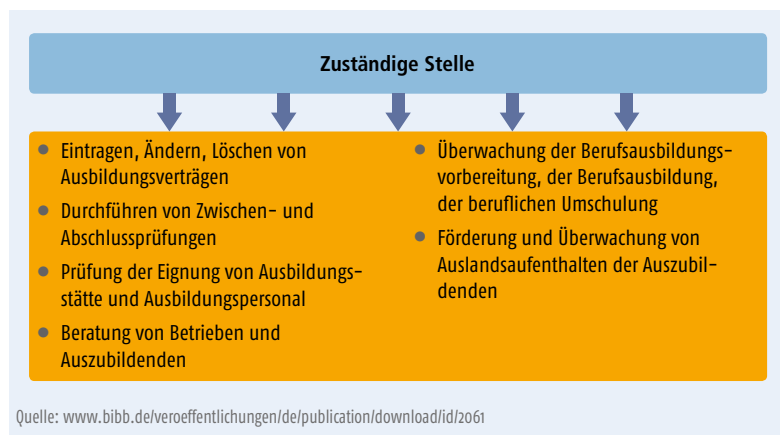 Zuständige Stelle
Eintragen, Ändern, Löschen von
Ausbildungsverträgen
Durchführen von Zwischen- und
Abschlussprüfungen
Prüfung der Eignung von Ausbildungs-
stätte und Ausbildungspersonal
Beratung von Betrieben und
Auszubildenden
Überwachung der Berufsausbildungs-
vorbereitung, der Berufsausbildung,
der beruflichen Umschulung
Förderung und Überwachung von
Auslandsaufenthalten der Auszubil-
denden
Quelle: www.bibb.de/veroeffentlichungen/de/publication/download/id/2061